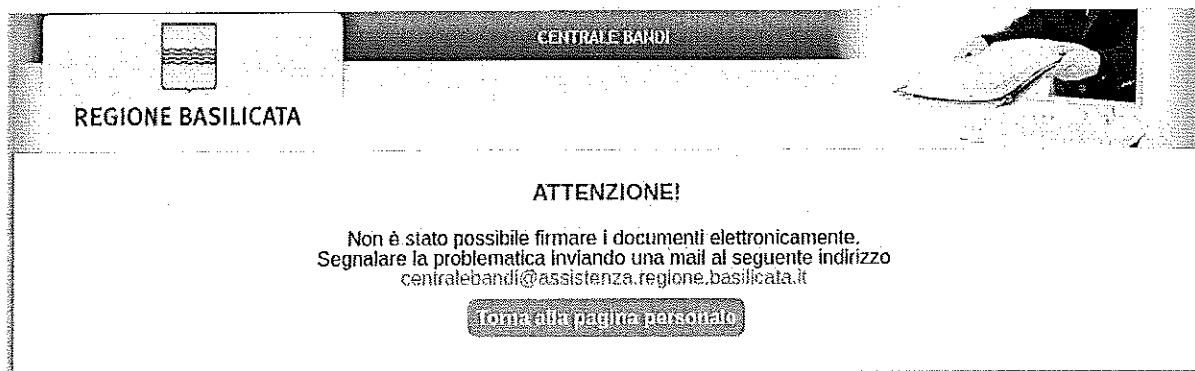 CENTRALE BANDI
REGIONE BASILICATA
ATTENZIONE!
Non è stato possibile firmare i documenti elettronicamente.
Segnalare la problematica inviando una mail al seguente indirizzo
centralebandi@assistenza.regione.basilicata.it
Torna alla pagina personale